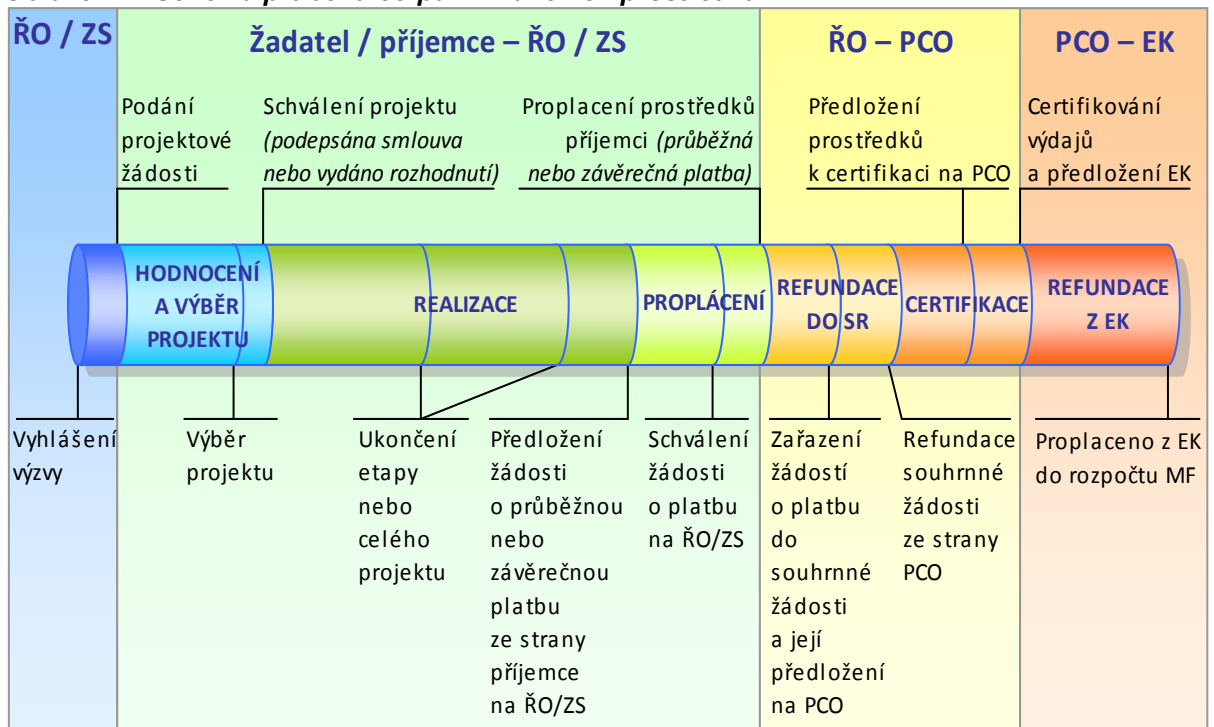 ŘO / ZS
Žadatel / příjemce – ŘO / ZS
ŘO – PCO
PCO – EK
Podání
projektové
žádosti
Schválení projektu
(podepsána smlouva
nebo vydáno rozhodnutí)
Proplacení prostředků
příjemci (průběžná
nebo závěrečná platba)
Předložení
prostředků
k certifikaci na PCO
Certifikování
výdajů
a předložení EK
HODNOCENÍ
A VÝBĚR
PROJEKTU
REALIZACE
PROPLÁCENÍ
REFUNDACE
DO SR
CERTIFIKACE
REFUNDACE
Z EK
Vyhlášení
výzvy
Výběr
projektu
Ukončení
etapy
nebo
celého
projektu
Předložení
žádosti
o průběžnou
nebo
závěrečnou
platbu
ze strany
příjemce
na ŘO/ZS
Schválení
žádosti
o platbu
na ŘO/ZS
Zařazení
žádostí
o platbu
do
souhrnné
žádosti
a její
předložení
na PCO
Refundace
souhrnné
žádosti
ze strany
PCO
Proplaceno z EK
do rozpočtu MF